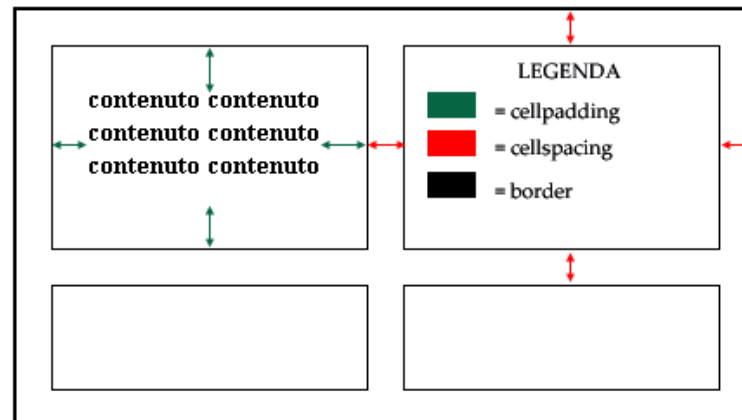 contenuto contenuto
contenuto contenuto
contenuto contenuto
LEGENDA
= cellpadding
= cellspacing
= border